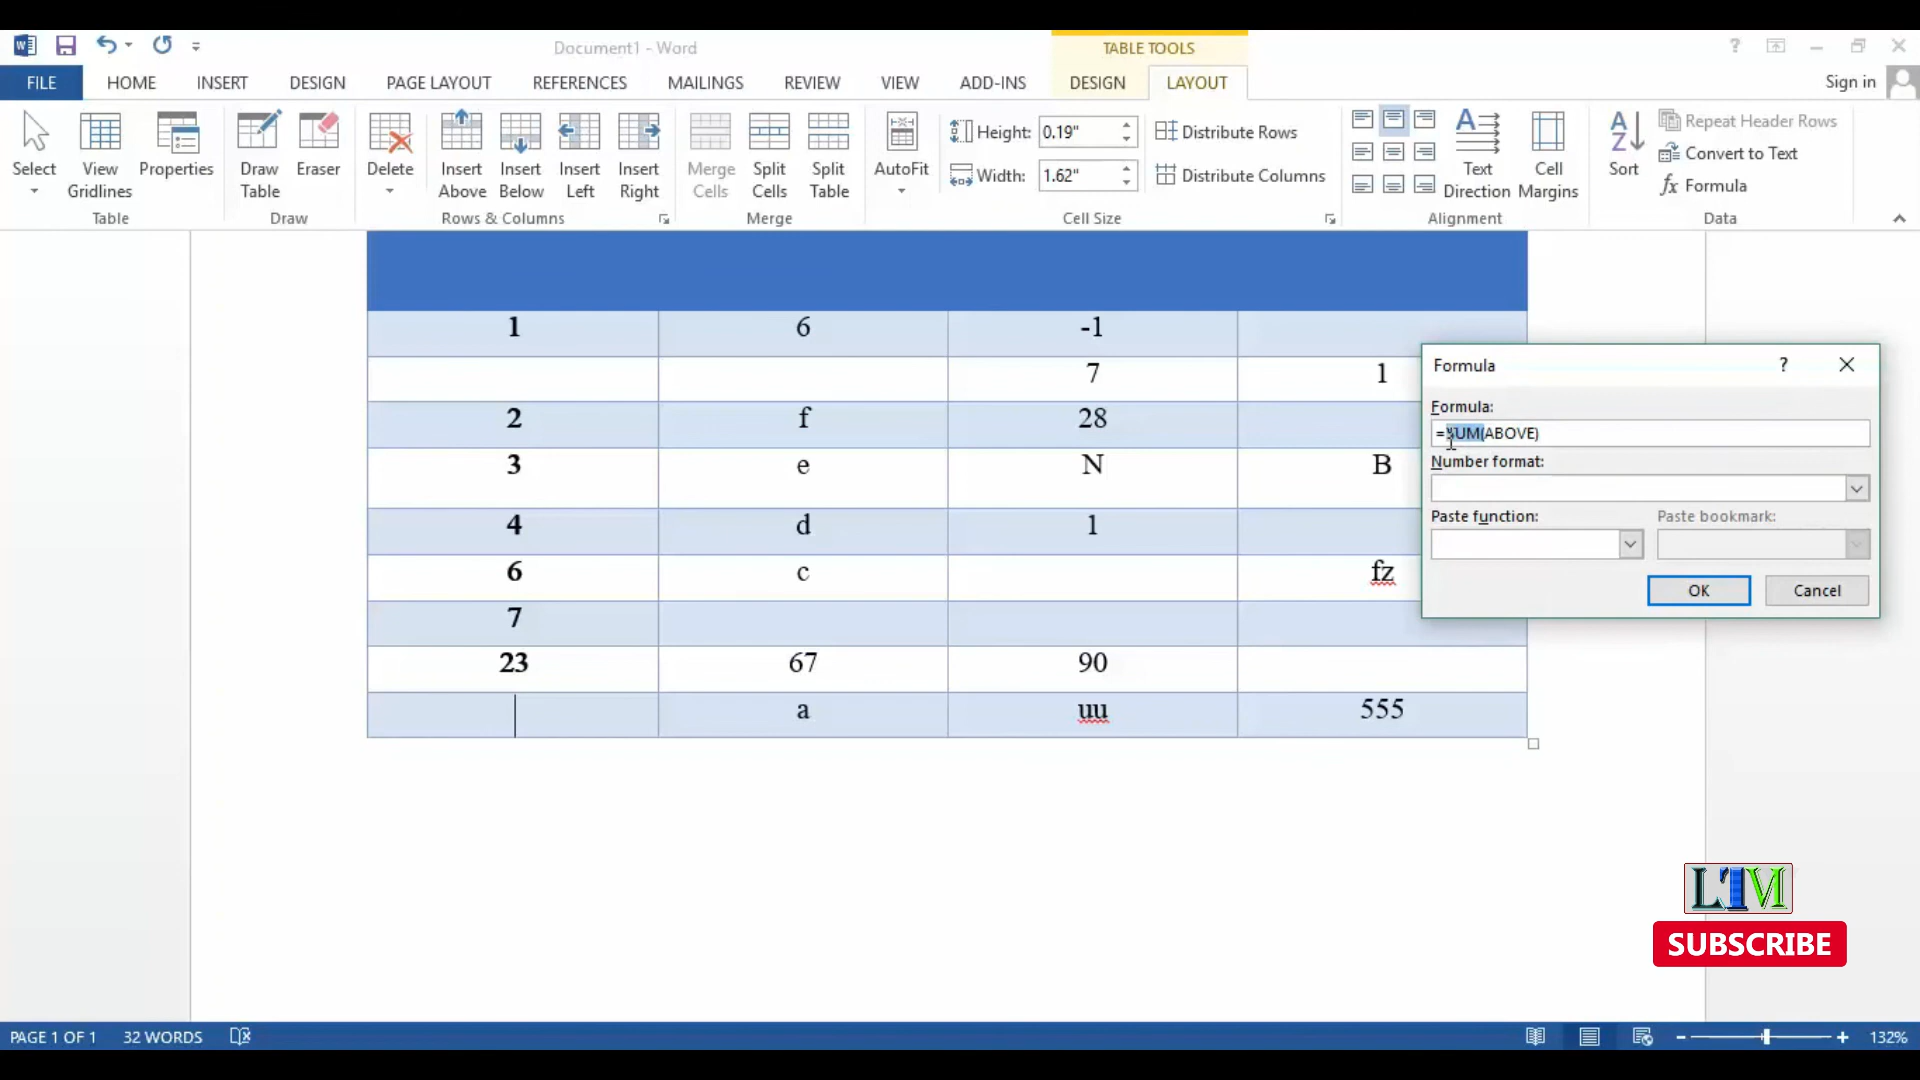 Document1 - Word
TABLE TOOLS
?
FILE HOME INSERT DESIGN PAGE LAYOUT REFERENCES MAILINGS REVIEW VIEW ADD-INS DESIGN LAYOUT Sign in
Select
View Gridlines
Properties
Table
Draw Table
Eraser
Draw
Delete
Insert Above
Insert Below
Insert Left
Insert Right
Rows & Columns
Merge Cells
Split Cells
Split Table
Merge
AutoFit
Height: 0.19"
Width: 1.62"
Distribute Rows
Distribute Columns
Cell Size
Text Direction
Cell Margins
Alignment
A Z Sort
Repeat Header Rows
Convert to Text
fx Formula
Data
1 6 -1
7 1
2 f 28
3 e N B
4 d 1
6 c fz
7
23 67 90
a uu 555
Formula ?
Formula:
=SUM(ABOVE)
Number format:
Paste function: Paste bookmark:
OK Cancel
LTM
SUBSCRIBE
PAGE 1 OF 1 32 WORDS 132%